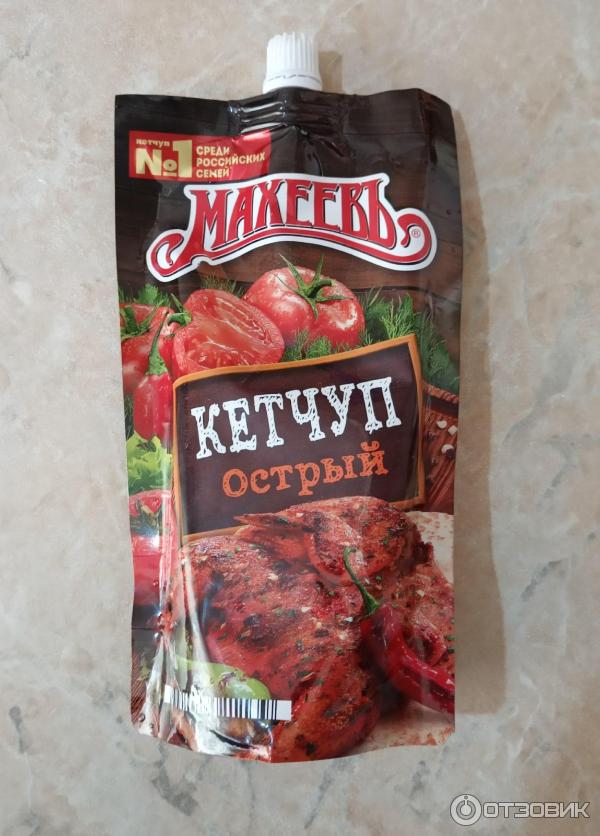 кетчуп
№1
СРЕДИ
РОССИЙСКИХ
СЕМЕЙ
МАХЕЕВЪ
®
КЕТЧУП
острый
ОТЗОВИК